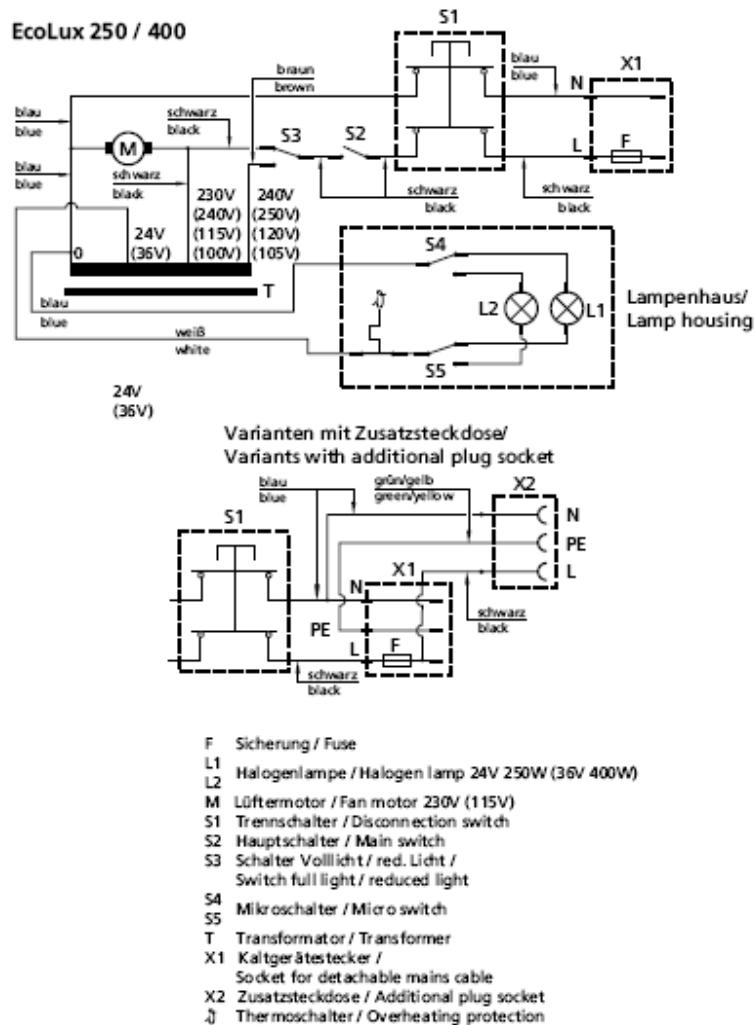 EcoLux 250 / 400
S1
blau
blue
X1
braun
brown
N
blau
blue
schwarz
black
S3
S2
M
L
F
blau
blue
schwarz
black
230V
(240V)
(115V)
(100V)
240V
(250V)
(120V)
(105V)
schwarz
black
schwarz
black
24V
(36V)
0
S4
T
L2
L1
Lampenhaus/
Lamp housing
blau
blue
weiß
white
S5
24V
(36V)
Varianten mit Zusatzsteckdose/
Variants with additional plug socket
blau
blue
grün/gelb
green/yellow
X2
S1
N
PE
L
X1
N
PE
L
F
schwarz
black
schwarz
black
F Sicherung / Fuse
L1
L2 Halogenlampe / Halogen lamp 24V 250W (36V 400W)
M Lüftermotor / Fan motor 230V (115V)
S1 Trennschalter / Disconnection switch
S2 Hauptschalter / Main switch
S3 Schalter Volllicht / red. Licht /
Switch full light / reduced light
S4
S5 Mikroschalter / Micro switch
T Transformator / Transformer
X1 Kaltgerätestecker /
Socket for detachable mains cable
X2 Zusatzsteckdose / Additional plug socket
Thermoschalter / Overheating protection